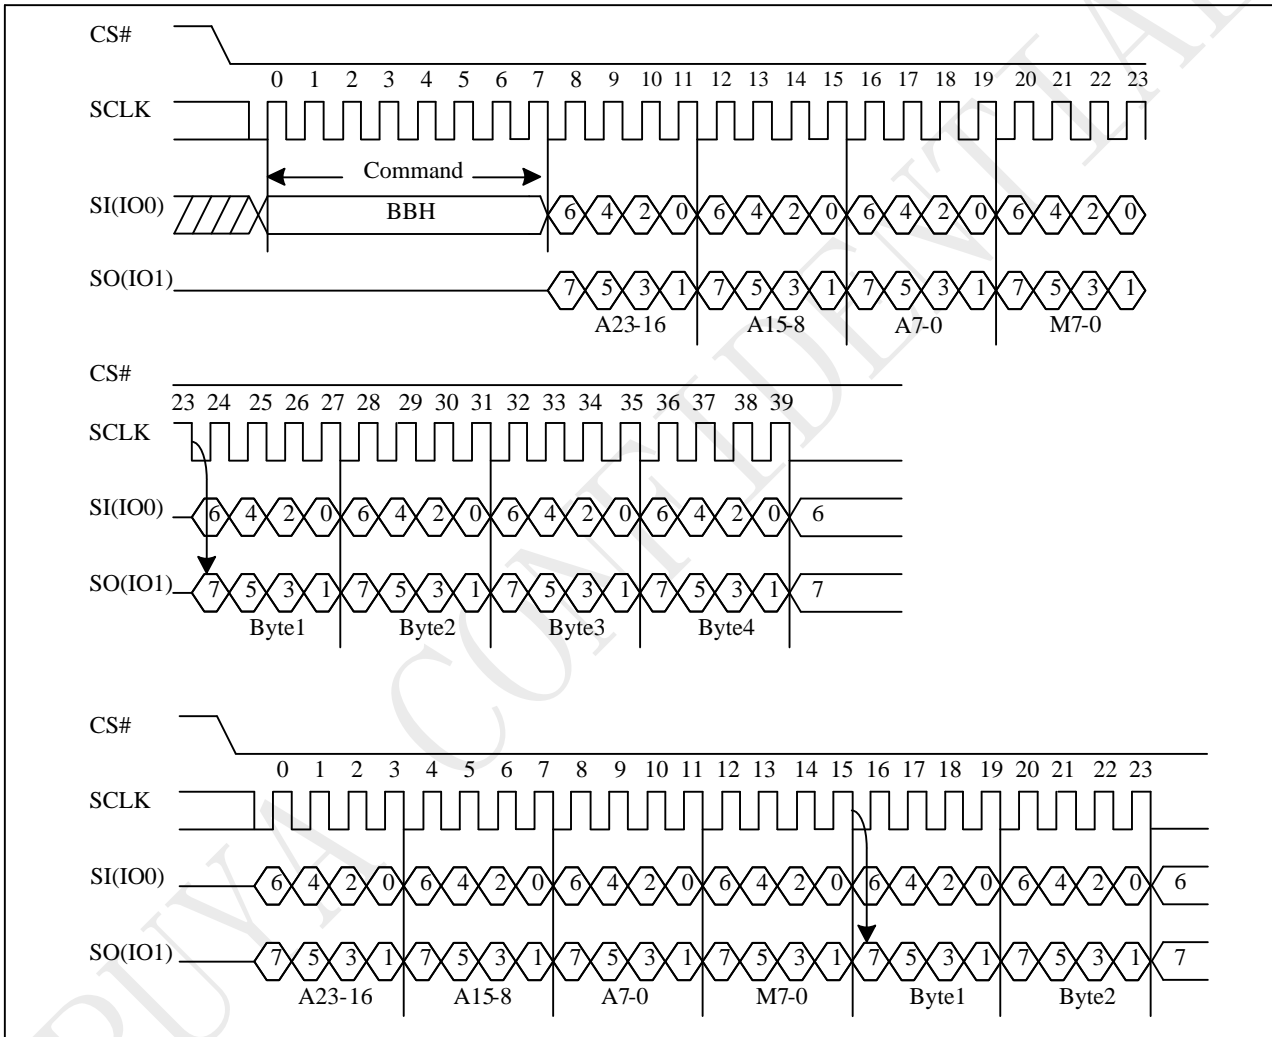 CS#
0 1 2 3 4 5 6 7 8 9 10 11 12 13 14 15 16 17 18 19 20 21 22 23
SCLK
Command
SI(IO0) BBH 6 4 2 0 6 4 2 0 6 4 2 0 6 4 2 0
SO(IO1) 7 5 3 1 7 5 3 1 7 5 3 1 7 5 3 1
A23-16 A15-8 A7-0 M7-0
CS#
23 24 25 26 27 28 29 30 31 32 33 34 35 36 37 38 39
SCLK
SI(IO0) 6 4 2 0 6 4 2 0 6 4 2 0 6 4 2 0 6
SO(IO1) 7 5 3 1 7 5 3 1 7 5 3 1 7 5 3 1 7
Byte1 Byte2 Byte3 Byte4
CS#
0 1 2 3 4 5 6 7 8 9 10 11 12 13 14 15 16 17 18 19 20 21 22 23
SCLK
SI(IO0) 6 4 2 0 6 4 2 0 6 4 2 0 6 4 2 0 6 4 2 0 6 4 2 0 6
SO(IO1) 7 5 3 1 7 5 3 1 7 5 3 1 7 5 3 1 7 5 3 1 7 5 3 1 7
A23-16 A15-8 A7-0 M7-0 Byte1 Byte2
PUYA CONFIDENTIAL